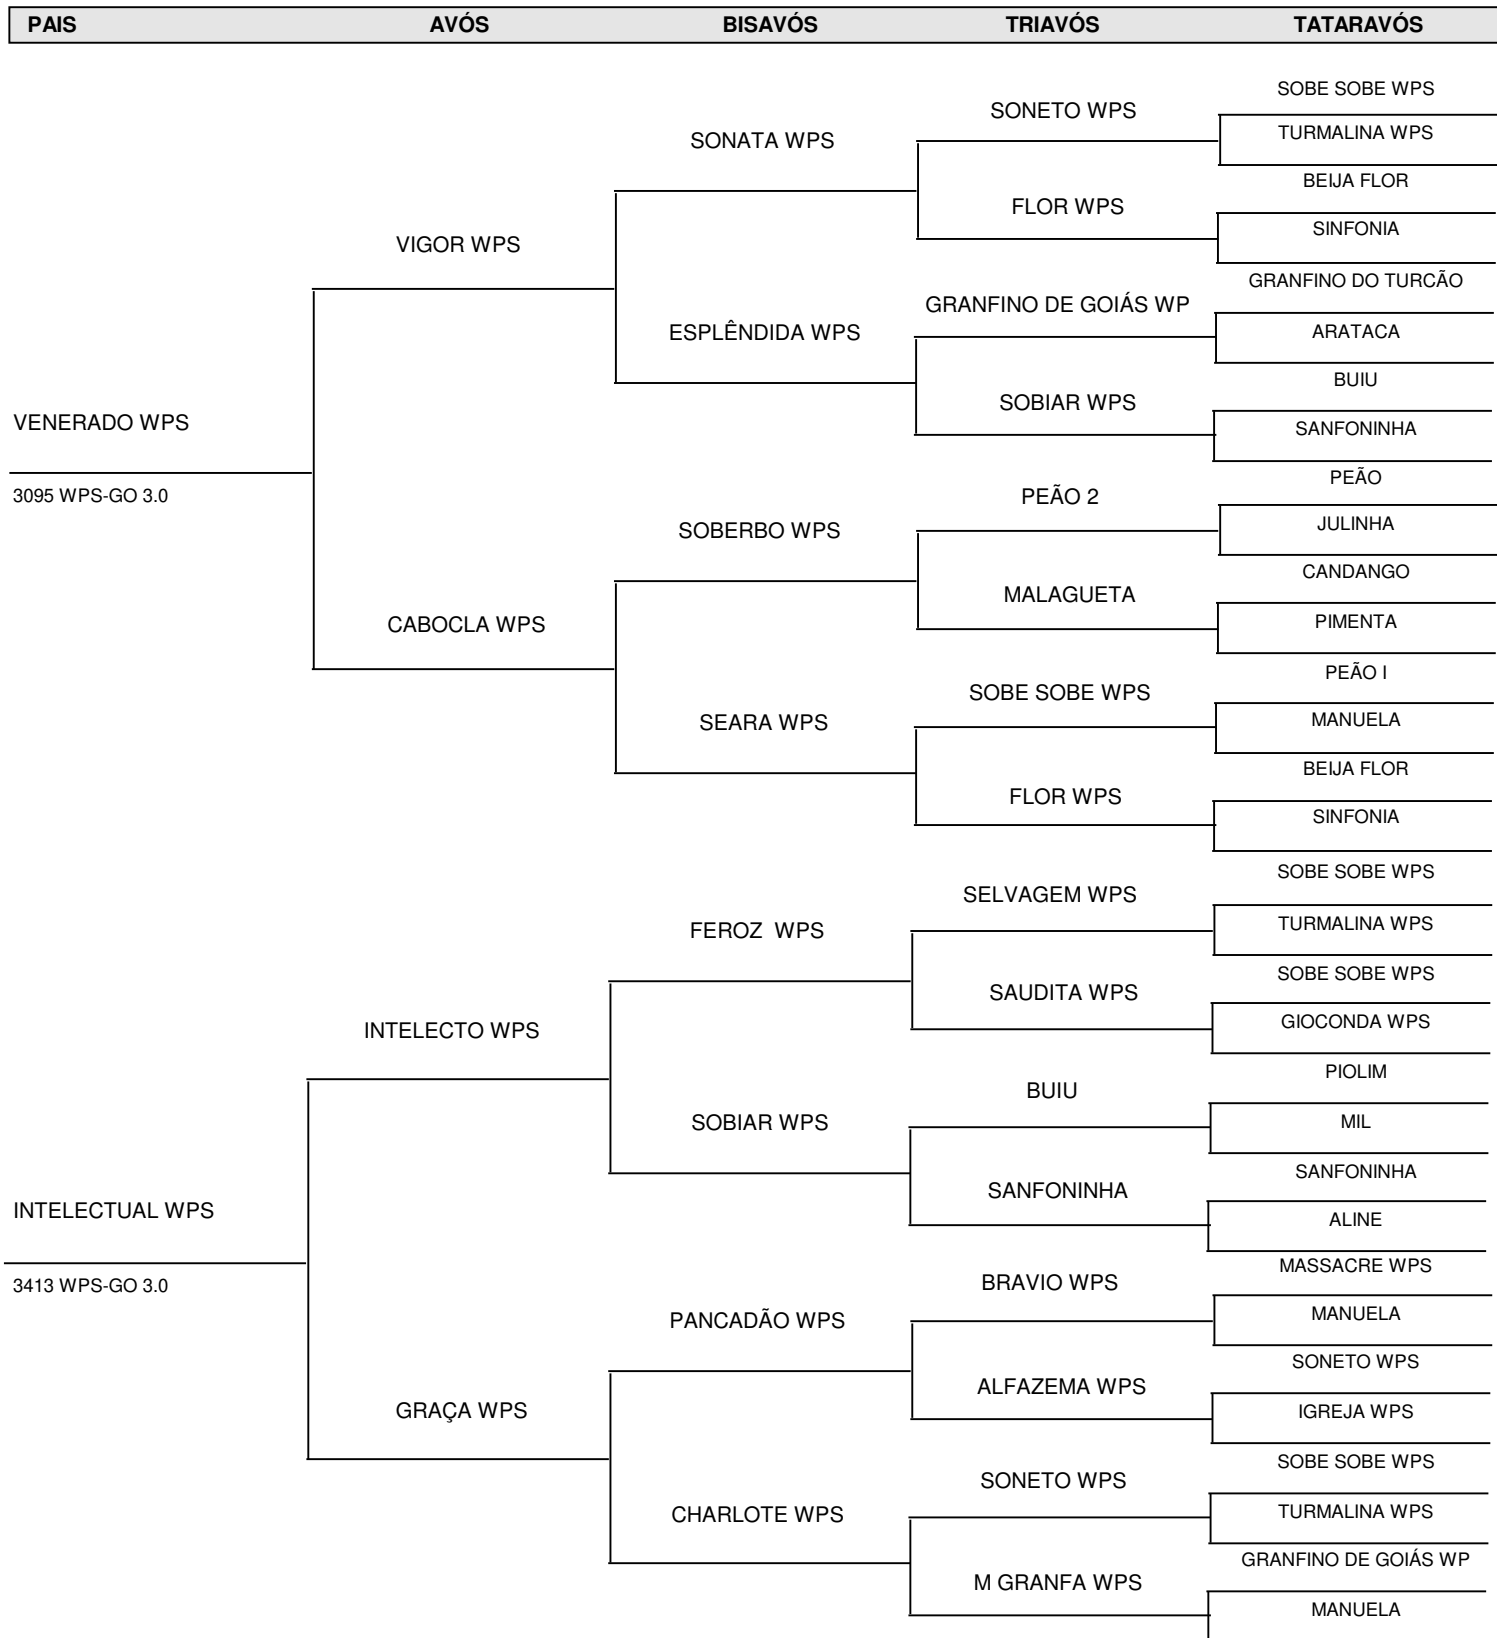 PAIS AVÓS BISAVÓS TRIAVÓS TATARAVÓS
SOBE SOBE WPS
SONETO WPS
TURMALINA WPS
SONATA WPS
BEIJA FLOR
FLOR WPS
SINFONIA
VIGOR WPS
GRANFINO DO TURCÃO
GRANFINO DE GOIÁS WP
ARATACA
ESPLÊNDIDA WPS
BUIU
SOBIAR WPS
VENERADO WPS
SANFONINHA
PEÃO
3095 WPS-GO 3.0
PEÃO 2
JULINHA
SOBERBO WPS
CANDANGO
MALAGUETA
PIMENTA
CABOCLA WPS
PEÃO I
SOBE SOBE WPS
MANUELA
SEARA WPS
BEIJA FLOR
FLOR WPS
SINFONIA
SOBE SOBE WPS
SELVAGEM WPS
TURMALINA WPS
FEROZ WPS
SOBE SOBE WPS
SAUDITA WPS
GIOCONDA WPS
INTELECTO WPS
PIOLIM
BUIU
MIL
SOBIAR WPS
SANFONINHA
SANFONINHA
INTELECTUAL WPS
ALINE
MASSACRE WPS
3413 WPS-GO 3.0
BRAVIO WPS
MANUELA
PANCADÃO WPS
SONETO WPS
ALFAZEMA WPS
GRAÇA WPS
IGREJA WPS
SOBE SOBE WPS
SONETO WPS
TURMALINA WPS
CHARLOTE WPS
GRANFINO DE GOIÁS WP
M GRANFA WPS
MANUELA